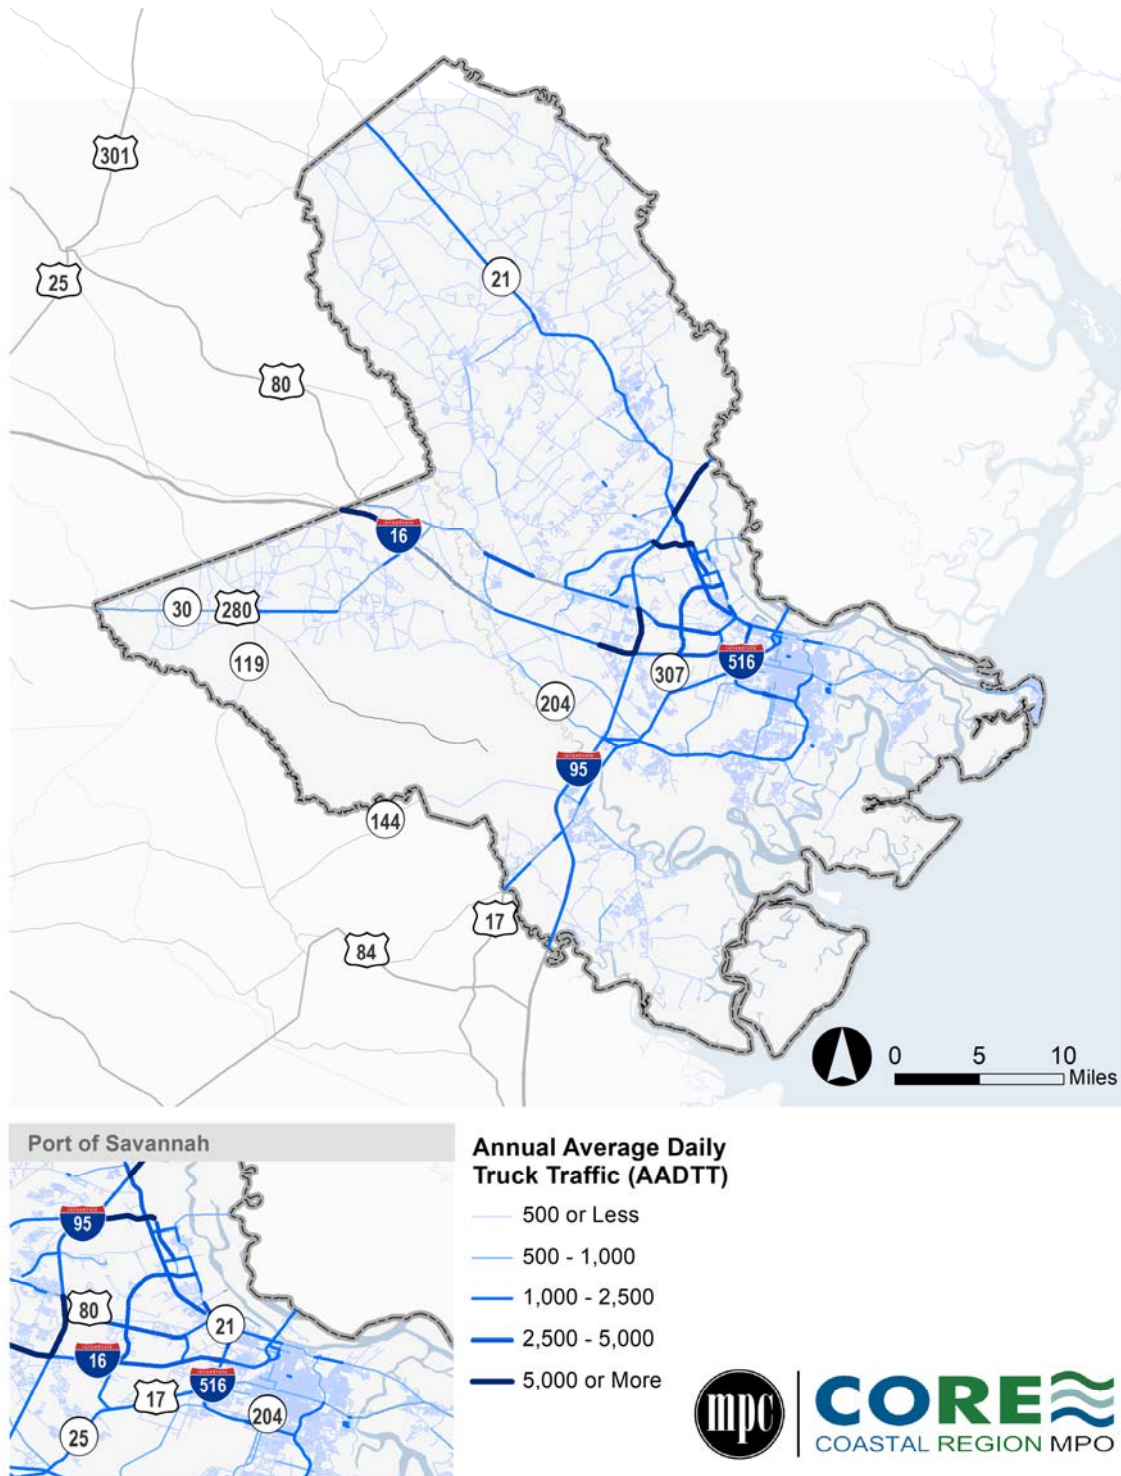 301
25
21
80
16
30
280
119
307
516
204
95
144
17
84
0 5 10
Miles
Port of Savannah
95
80
21
16
17
516
204
25
Annual Average Daily
Truck Traffic (AADTT)
500 or Less
500 - 1,000
1,000 - 2,500
2,500 - 5,000
5,000 or More
mpc
CORE
COASTAL REGION MPO